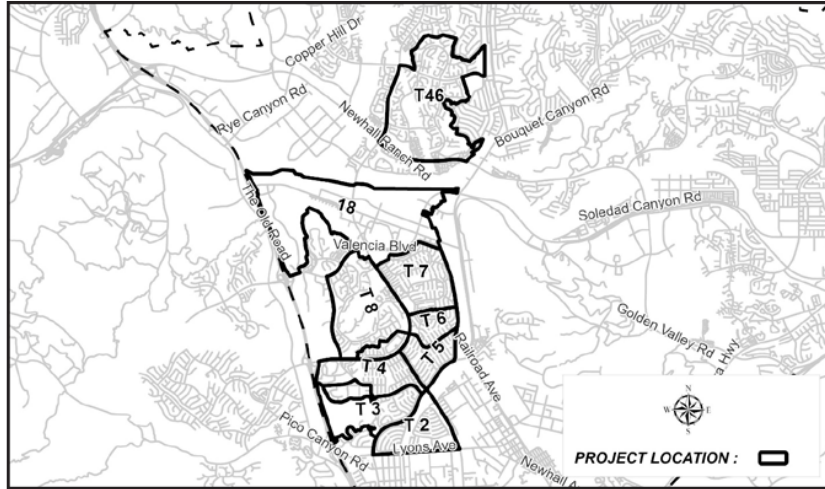 Copper Hill Dr
T46
Rye Canyon Rd
Newhall Ranch Rd
Bouquet Canyon Rd
The Old Road
18
Soledad Canyon Rd
Valencia Blvd
T 7
T 8
T 6
T 5
Golden Valley Rd
Railroad Ave
T 4
T 3
T 2
Pico Canyon Rd
Lyons Ave
Newhall A
a Hwy
N
W E
S
PROJECT LOCATION :